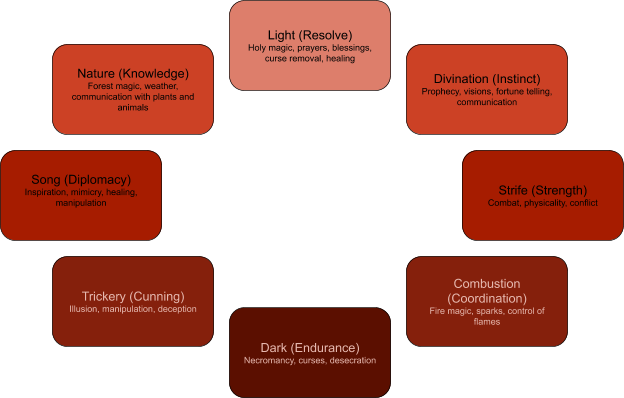 Light (Resolve)
Holy magic, prayers, blessings,
curse removal, healing
Nature (Knowledge)
Forest magic, weather,
communication with plants and
animals
Divination (Instinct)
Prophecy, visions, fortune telling,
communication
Song (Diplomacy)
Inspiration, mimicry, healing,
manipulation
Strife (Strength)
Combat, physicality, conflict
Trickery (Cunning)
Illusion, manipulation, deception
Combustion
(Coordination)
Fire magic, sparks, control of
flames
Dark (Endurance)
Necromancy, curses, desecration